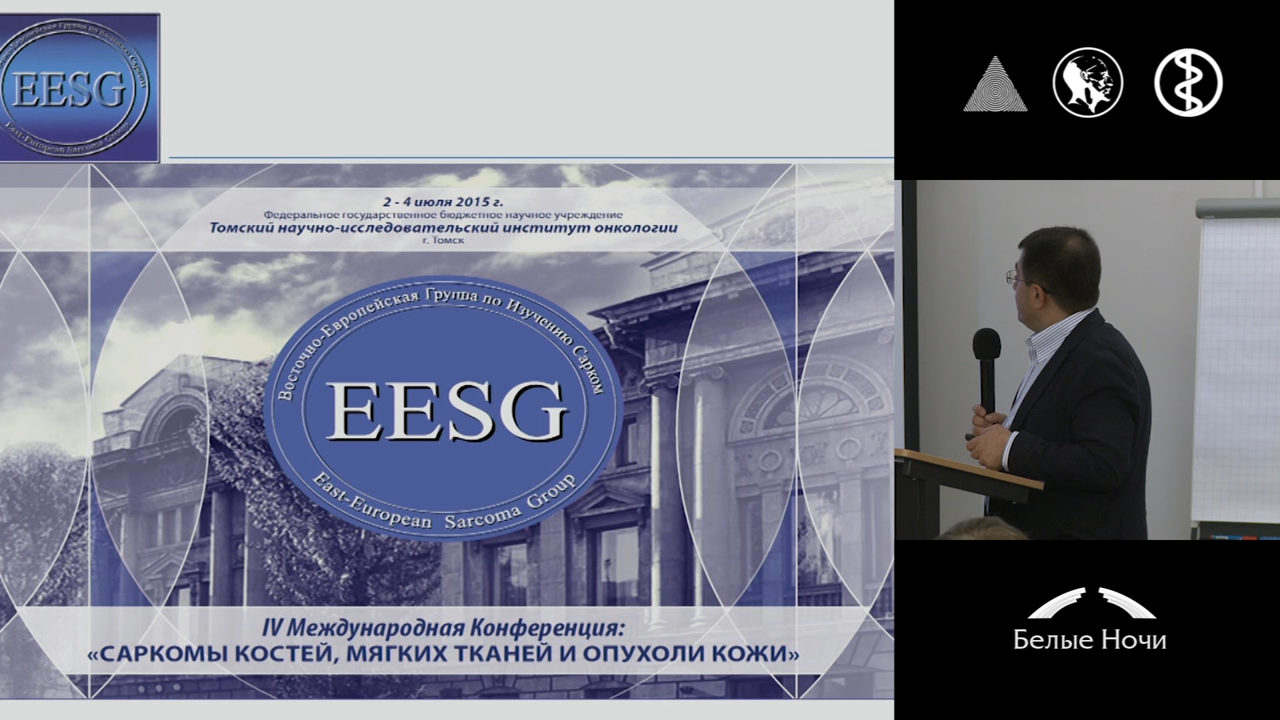 EESG
East-European Sarcoma Group
2 - 4 июля 2015 г.
Федеральное государственное бюджетное научное учреждение
Томский научно-исследовательский институт онкологии
г. Томск
Восточно-Европейская Группа по Изучению Сарком
EESG
East-European Sarcoma Group
IV Международная Конференция:
«САРКОМЫ КОСТЕЙ, МЯГКИХ ТКАНЕЙ И ОПУХОЛИ КОЖИ»
Белые Ночи